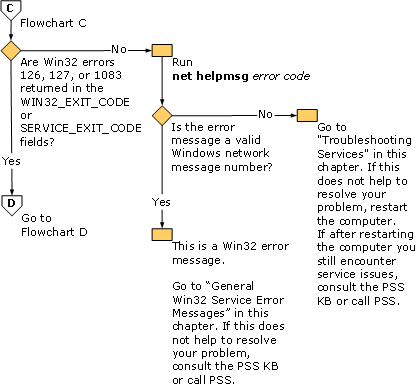 C
Flowchart C
Are Win32 errors
126, 127, or 1083
returned in the
WIN32_EXIT_CODE
or
SERVICE_EXIT_CODE
fields?
No
Run
net helpmsg error code
Is the error
message a valid
Windows network
message number?
No
Go to
"Troubleshooting
Services" in this
chapter. If this
does not help to
resolve your
problem, restart
the computer.
If after restarting
the computer you
still encounter
service issues,
consult the PSS
KB or call PSS.
Yes
D
Go to
Flowchart D
Yes
This is a Win32 error
message.
Go to “General
Win32 Service Error
Messages” in this
chapter. If this does
not help to resolve
your problem,
consult the PSS KB
or call PSS.